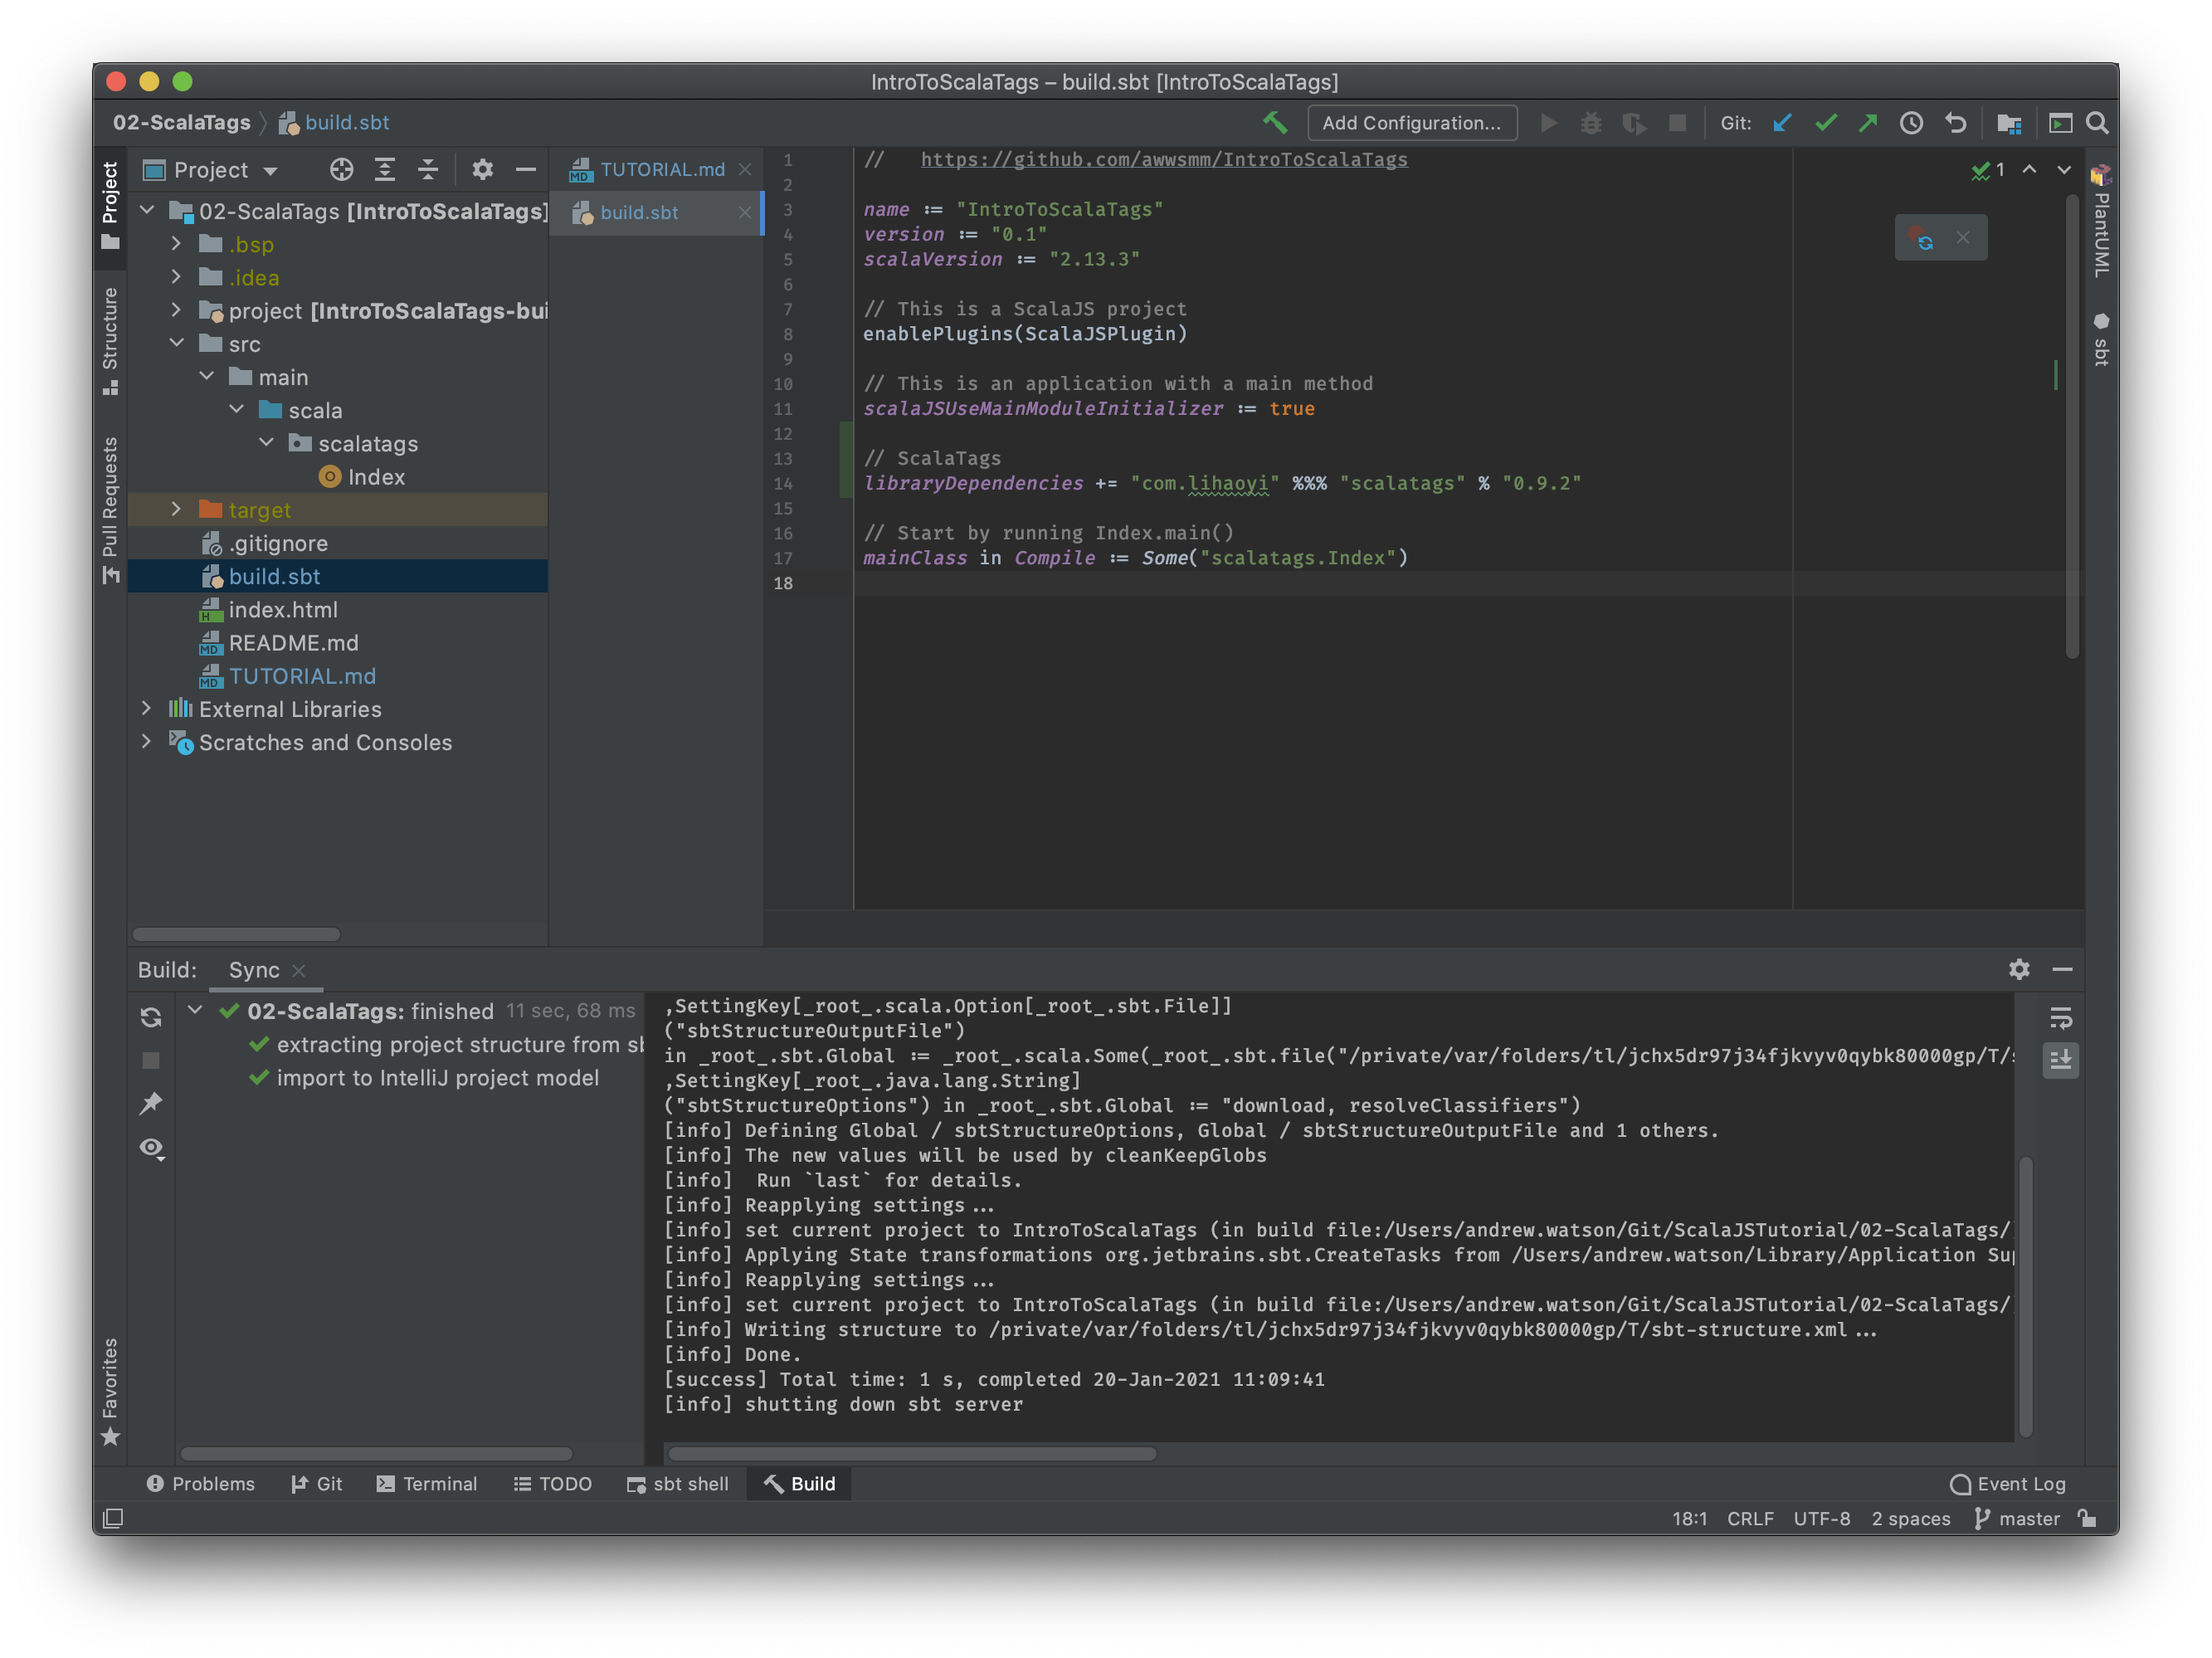 IntroToScalaTags – build.sbt [IntroToScalaTags]
02-ScalaTags
build.sbt
Add Configuration...
Git:
Project
Structure
Pull Requests
Favorites
Project
02-ScalaTags [IntroToScalaTags]
.bsp
.idea
project [IntroToScalaTags-bui
src
main
scala
scalatags
Index
target
.gitignore
build.sbt
index.html
README.md
TUTORIAL.md
External Libraries
Scratches and Consoles
TUTORIAL.md
build.sbt
1 // https://github.com/awwsmm/IntroToScalaTags
2
3 name := "IntroToScalaTags"
4 version := "0.1"
5 scalaVersion := "2.13.3"
6
7 // This is a ScalaJS project
8 enablePlugins(ScalaJSPlugin)
9
10 // This is an application with a main method
11 scalaJSUseMainModuleInitializer := true
12
13 // ScalaTags
14 libraryDependencies += "com.lihaoyi" %%% "scalatags" % "0.9.2"
15
16 // Start by running Index.main()
17 mainClass in Compile := Some("scalatags.Index")
18
1
PlantUML
sbt
Build:
Sync
02-ScalaTags: finished 11 sec, 68 ms
extracting project structure from sb
import to IntelliJ project model
,SettingKey[_root_.scala.Option[_root_.sbt.File]]
("sbtStructureOutputFile")
in _root_.sbt.Global := _root_.scala.Some(_root_.sbt.file("/private/var/folders/tl/jchx5dr97j34fjkvyv0qybk80000gp/T/s
,SettingKey[_root_.java.lang.String]
("sbtStructureOptions") in _root_.sbt.Global := "download, resolveClassifiers")
[info] Defining Global / sbtStructureOptions, Global / sbtStructureOutputFile and 1 others.
[info] The new values will be used by cleanKeepGlobs
[info]  Run `last` for details.
[info] Reapplying settings...
[info] set current project to IntroToScalaTags (in build file:/Users/andrew.watson/Git/ScalaJSTutorial/02-ScalaTags/
[info] Applying State transformations org.jetbrains.sbt.CreateTasks from /Users/andrew.watson/Library/Application Sup
[info] Reapplying settings...
[info] set current project to IntroToScalaTags (in build file:/Users/andrew.watson/Git/ScalaJSTutorial/02-ScalaTags/
[info] Writing structure to /private/var/folders/tl/jchx5dr97j34fjkvyv0qybk80000gp/T/sbt-structure.xml...
[info] Done.
[success] Total time: 1 s, completed 20-Jan-2021 11:09:41
[info] shutting down sbt server
Problems
Git
Terminal
TODO
sbt shell
Build
Event Log
18:1 CRLF UTF-8 2 spaces master